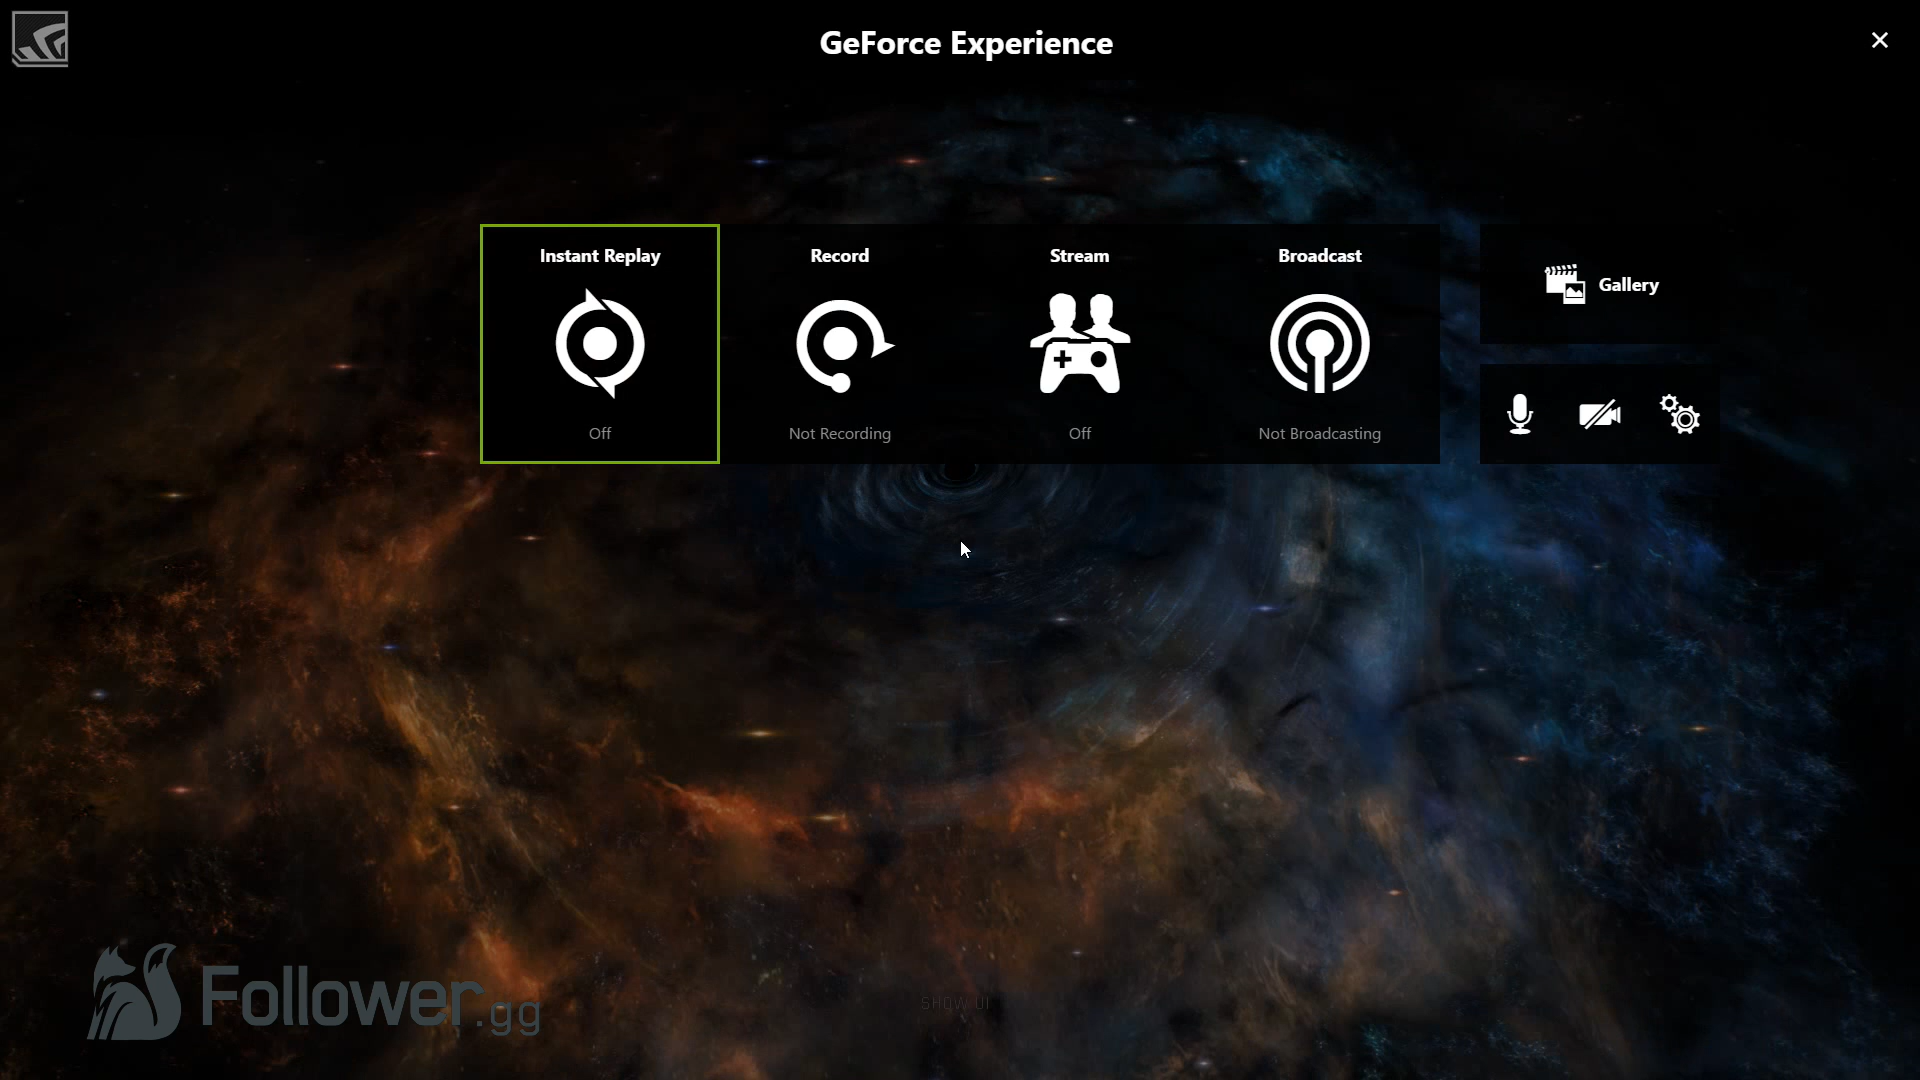 GeForce Experience
Instant Replay
Record
Stream
Broadcast
Gallery
Off
Not Recording
Off
Not Broadcasting
Follower.gg
SHOW UI